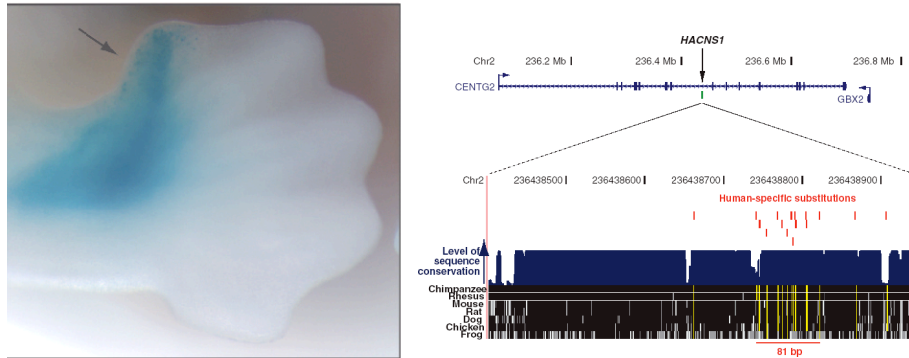 HACNS1
Chr2 236.2 Mb 236.4 Mb 236.6 Mb 236.8 Mb
CENTG2
GBX2
Chr2 236438500 236438600 236438700 236438800 236438900
Human-specific substitutions
Level of
sequence
conservation
Chimpanzee
Rhesus
Mouse
Rat
Dog
Chicken
Frog
81 bp